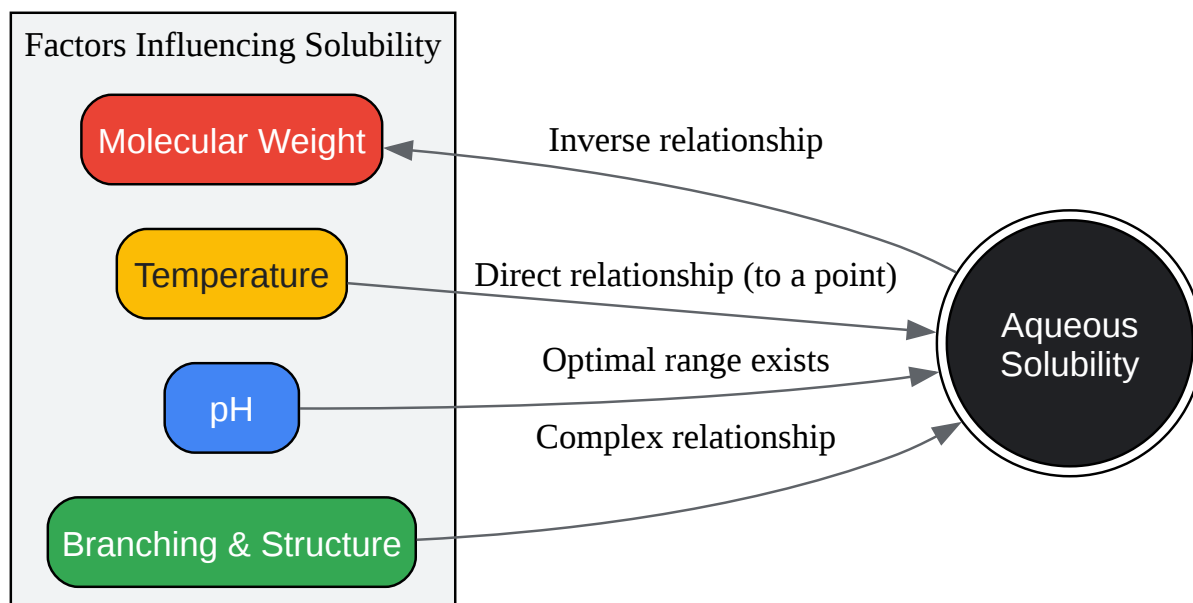 Factors Influencing Solubility
Molecular Weight
Inverse relationship
Temperature
Direct relationship (to a point)
Aqueous
Solubility
Optimal range exists
pH
Complex relationship
Branching & Structure